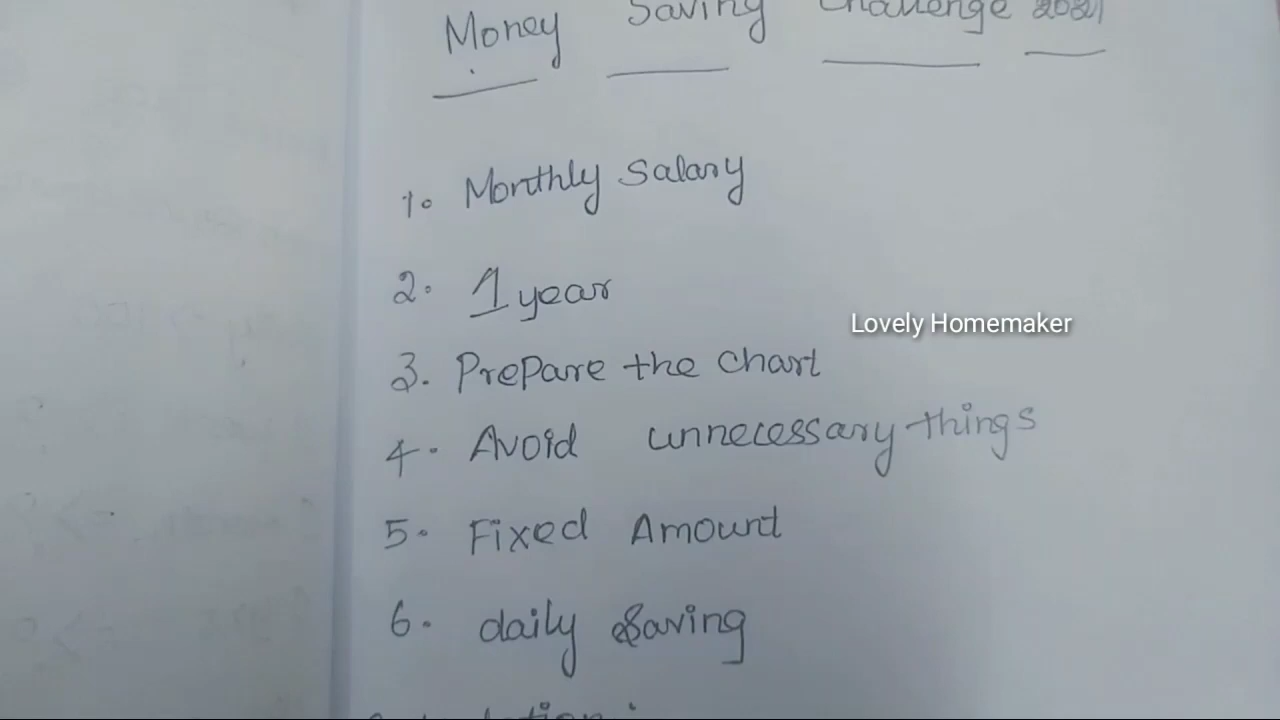 Money Saving Challenge 2021
1. Monthly Salary
2. 1 year
Lovely Homemaker
3. Prepare the chart
4. Avoid unnecessary things
5. Fixed Amount
6. daily Saving